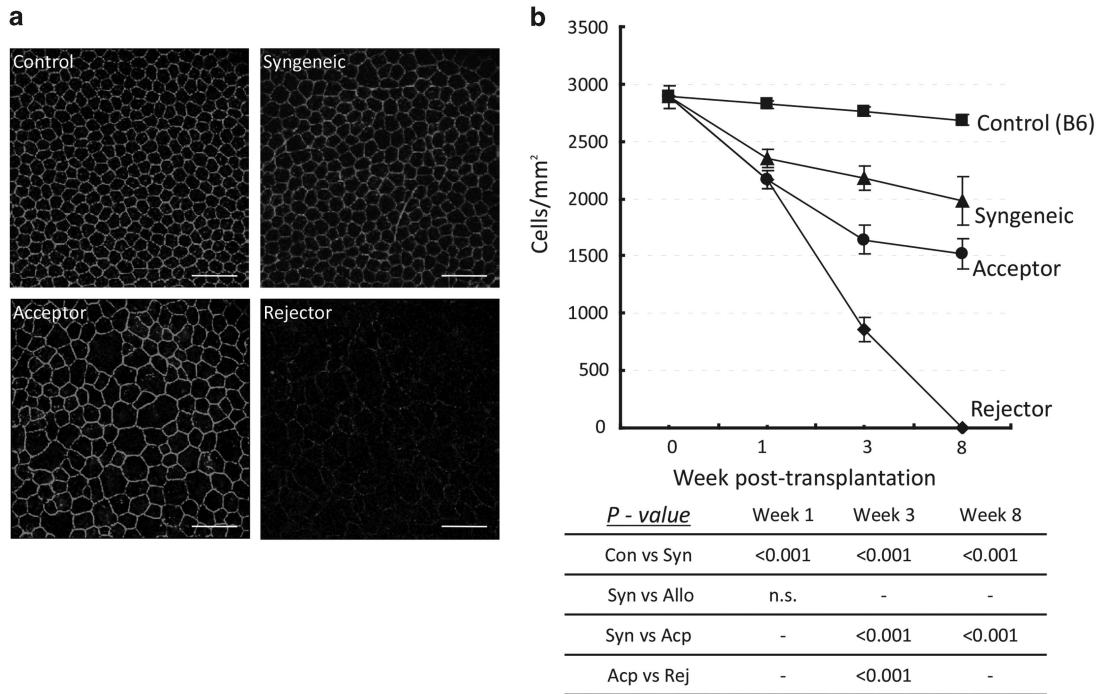 a
Control
Syngeneic
Acceptor
Rejector
b
3500
3000
2500
2000
1500
1000
500
0
Cells/mm²
Control (B6)
Syngeneic
Acceptor
Rejector
0 1 3 8
Week post-transplantation
P - value Week 1 Week 3 Week 8
Con vs Syn <0.001 <0.001 <0.001
Syn vs Allo n.s. - -
Syn vs Acp - <0.001 <0.001
Acp vs Rej - <0.001 -